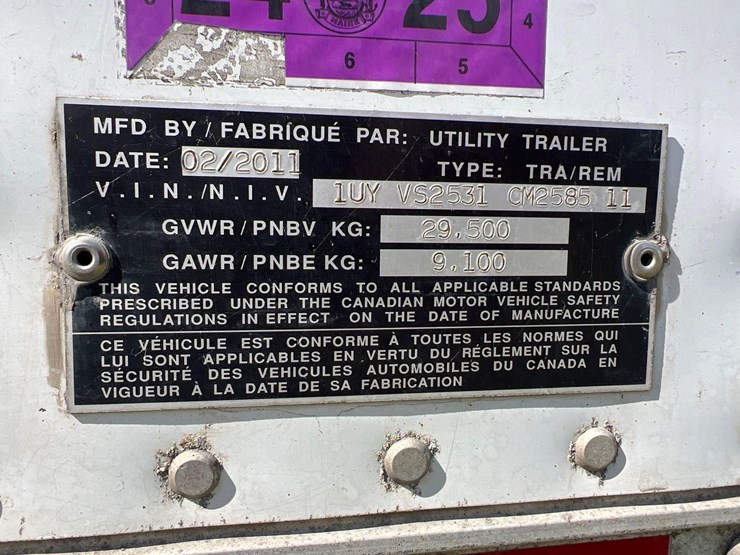 24 25
MAINE
4
6 5
MFD BY / FABRIQUÉ PAR: UTILITY TRAILER
DATE: 02/2011 TYPE: TRA/REM
V.I.N./N.I.V. 1UY VS2531 CM2585 11
GVWR / PNBV KG: 29,500
GAWR / PNBE KG: 9,100
THIS VEHICLE CONFORMS TO ALL APPLICABLE STANDARDS
PRESCRIBED UNDER THE CANADIAN MOTOR VEHICLE SAFETY
REGULATIONS IN EFFECT ON THE DATE OF MANUFACTURE
CE VÉHICULE EST CONFORME À TOUTES LES NORMES QUI
LUI SONT APPLICABLES EN VERTU DU RÉGLEMENT SUR LA
SÉCURITÉ DES VEHICULES AUTOMOBILES DU CANADA EN
VIGUEUR À LA DATE DE SA FABRICATION